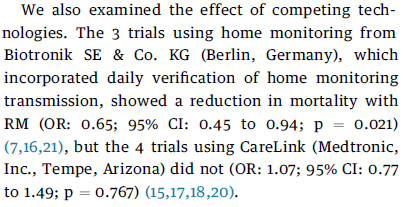 We also examined the effect of competing tech-
nologies. The 3 trials using home monitoring from
Biotronik SE & Co. KG (Berlin, Germany), which
incorporated daily verification of home monitoring
transmission, showed a reduction in mortality with
RM (OR: 0.65; 95% CI: 0.45 to 0.94; p = 0.021)
(7,16,21), but the 4 trials using CareLink (Medtronic,
Inc., Tempe, Arizona) did not (OR: 1.07; 95% CI: 0.77
to 1.49; p = 0.767) (15,17,18,20).